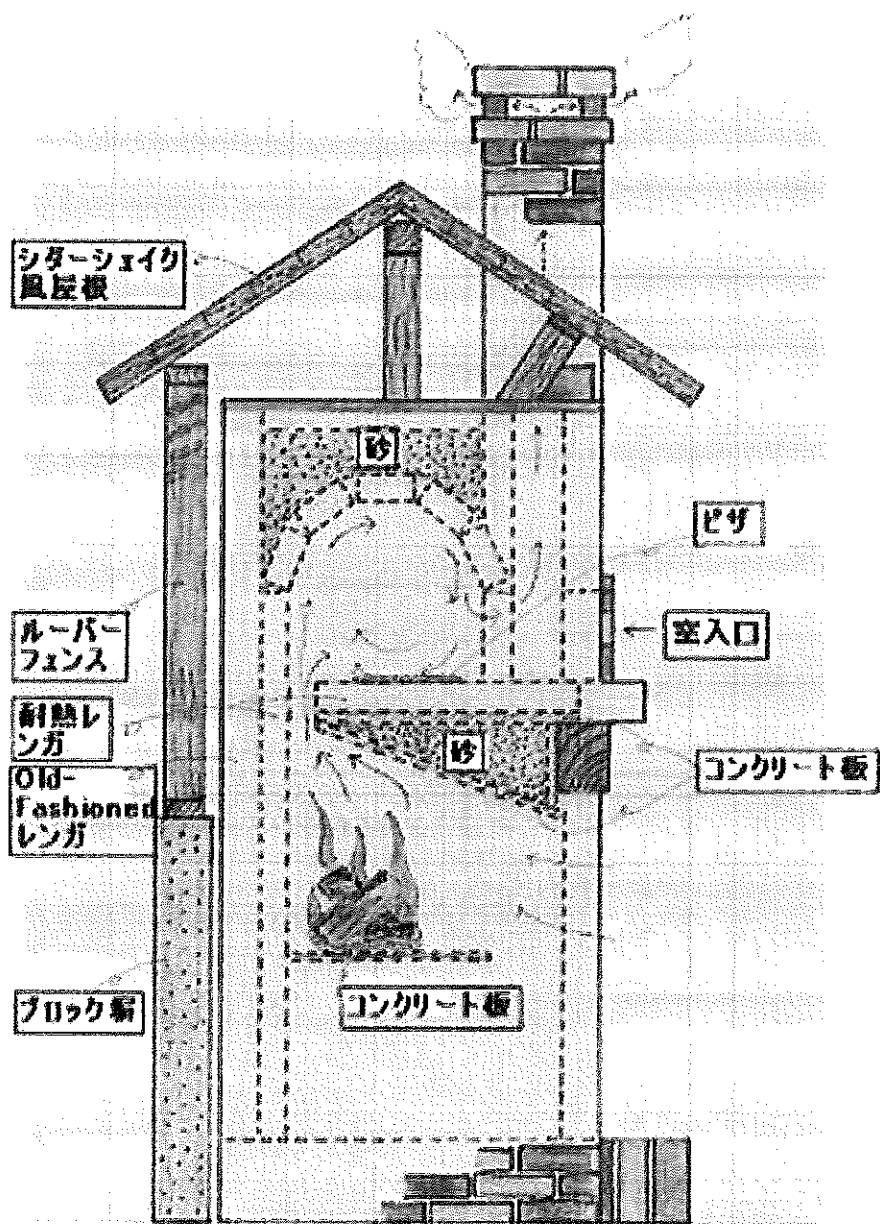 シダーシェイク
風屋根
砂
ピザ
ルーバー
フェンス
窯入口
耐熱レ
ンガ
砂
コンクリート板
Old-
Fashioned
レンガ
ブロック塀
コンクリート板